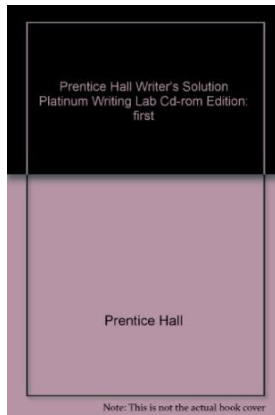 Prentice Hall Writer's Solution
Platinum Writing Lab Cd-rom Edition:
first
Prentice Hall
Note: This is not the actual book cover